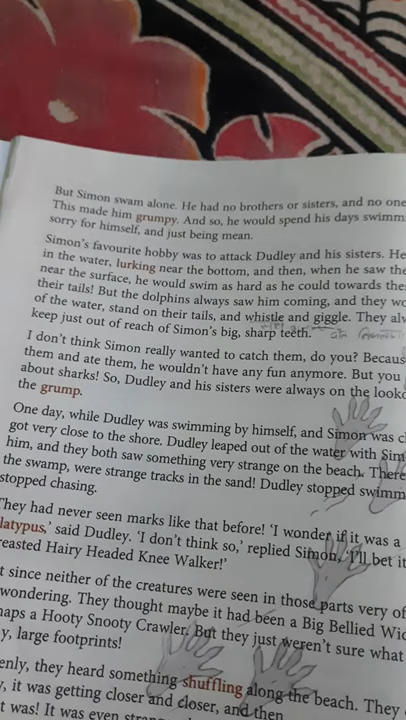 But Simon swam alone. He had no brothers or sisters, and no one
This made him grumpy. And so, he would spend his days swimm
sorry for himself, and just being mean.
Simon's favourite hobby was to attack Dudley and his sisters. He
in the water, lurking near the bottom, and then, when he saw the
near the surface, he would swim as hard as he could towards the
their tails! But the dolphins always saw him coming, and they wo
of the water, stand on their tails, and whistle and giggle. They alw
keep just out of reach of Simon's big, sharp teeth.
I don't think Simon really wanted to catch them, do you? Becaus
them and ate them, he wouldn't have any fun anymore. But you
about sharks! So, Dudley and his sisters were always on the looko
the grump.
One day, while Dudley was swimming by himself, and Simon was c
got very close to the shore. Dudley leaped out of the water with Sim
him, and they both saw something very strange on the beach. There
the swamp, were strange tracks in the sand! Dudley stopped swimm
stopped chasing.
They had never seen marks like that before! 'I wonder if it was a
latypus,' said Dudley. 'I don't think so,' replied Simon. 'I'll bet it
reasted Hairy Headed Knee Walker!'
t since neither of the creatures were seen in those parts very of
wondering. They thought maybe it had been a Big Bellied Wid
haps a Hooty Snooty Crawler. But they just weren't sure what
y, large footprints!
enly, they heard something shuffling along the beach. They
, it was getting closer and closer, and then
t was! It was even